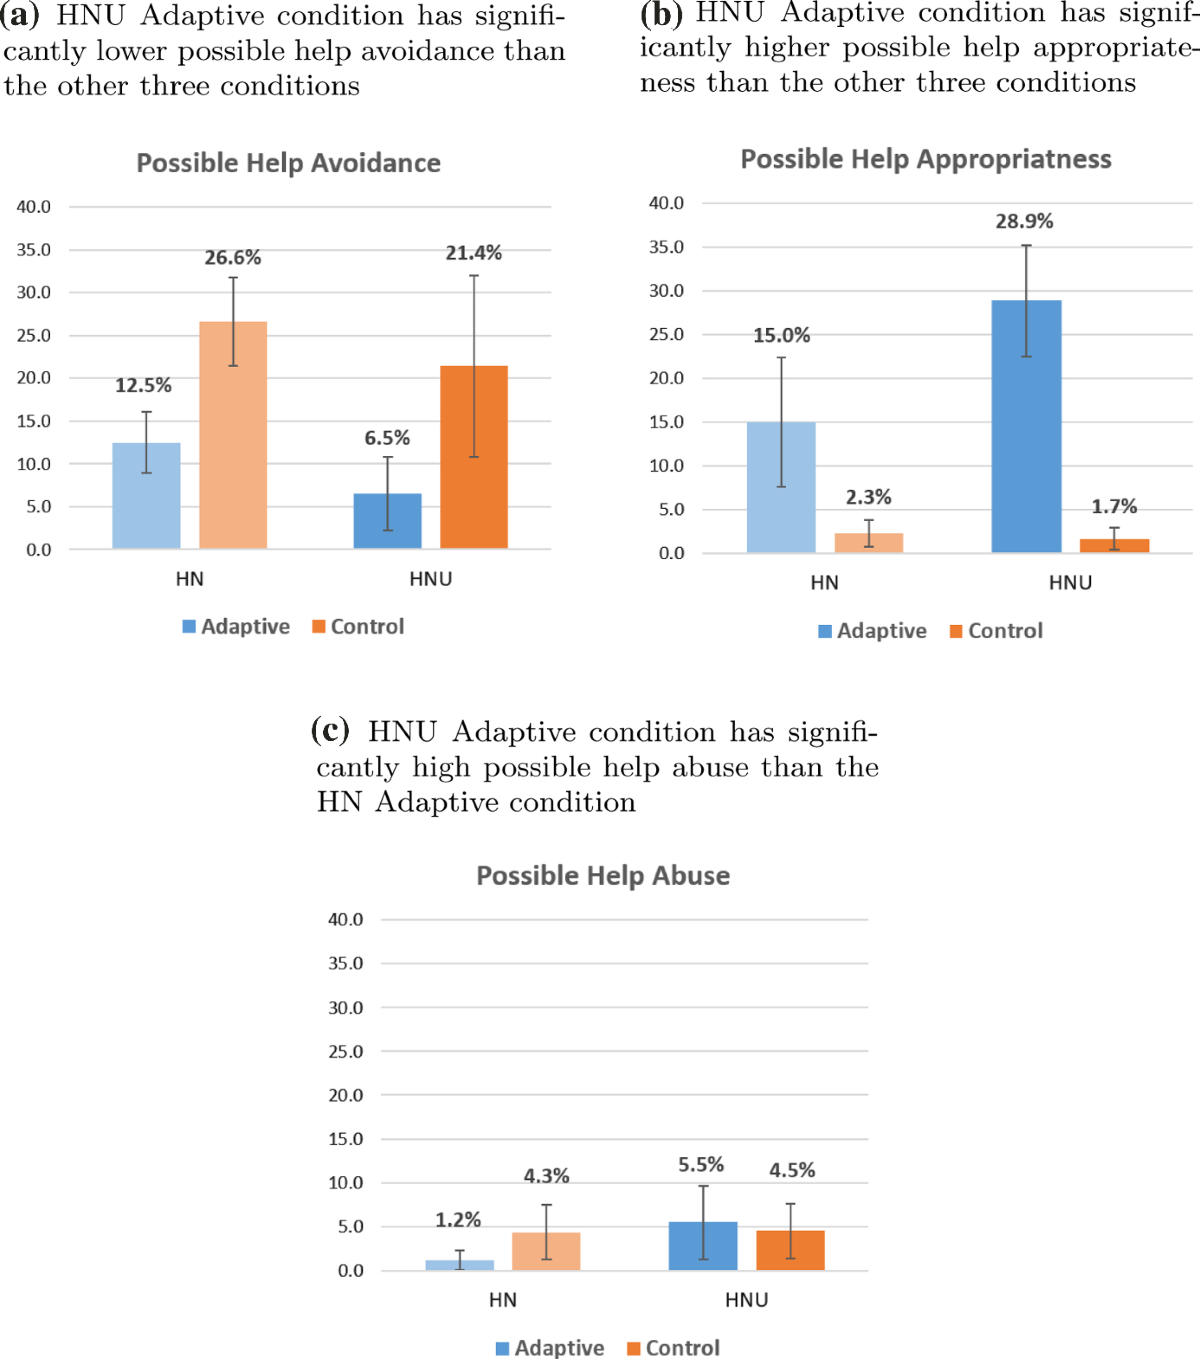 (a) HNU Adaptive condition has signifi-
cantly lower possible help avoidance than
the other three conditions
Possible Help Avoidance
40.0
35.0
30.0
25.0
20.0
15.0
10.0
5.0
0.0
12.5%
26.6%
6.5%
21.4%
HN
HNU
Adaptive
Control
(b) HNU Adaptive condition has signif-
icantly higher possible help appropriate-
ness than the other three conditions
Possible Help Appropriatness
40.0
35.0
30.0
25.0
20.0
15.0
10.0
5.0
0.0
15.0%
2.3%
28.9%
1.7%
HN
HNU
Adaptive
Control
(c) HNU Adaptive condition has signifi-
cantly high possible help abuse than the
HN Adaptive condition
Possible Help Abuse
40.0
35.0
30.0
25.0
20.0
15.0
10.0
5.0
0.0
1.2%
4.3%
5.5%
4.5%
HN
HNU
Adaptive
Control